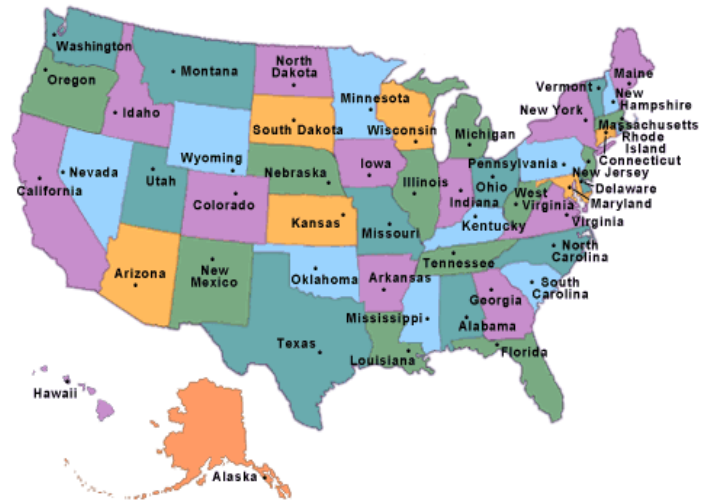 Washington
Oregon
Montana
Idaho
North
Dakota
Minnesota
South Dakota
Wisconsin
Michigan
Vermont
Maine
New
Hampshire
New York
Massachusetts
Rhode
Island
Connecticut
New Jersey
Delaware
Maryland
Pennsylvania
Wyoming
Nebraska
Iowa
Nevada
Utah
California
Colorado
Kansas
Illinois
Indiana
Ohio
West
Virginia
Virginia
Kentucky
Missouri
Arizona
New
Mexico
Oklahoma
Arkansas
Tennessee
North
Carolina
South
Carolina
Georgia
Alabama
Mississippi
Texas
Louisiana
Florida
Hawaii
Alaska